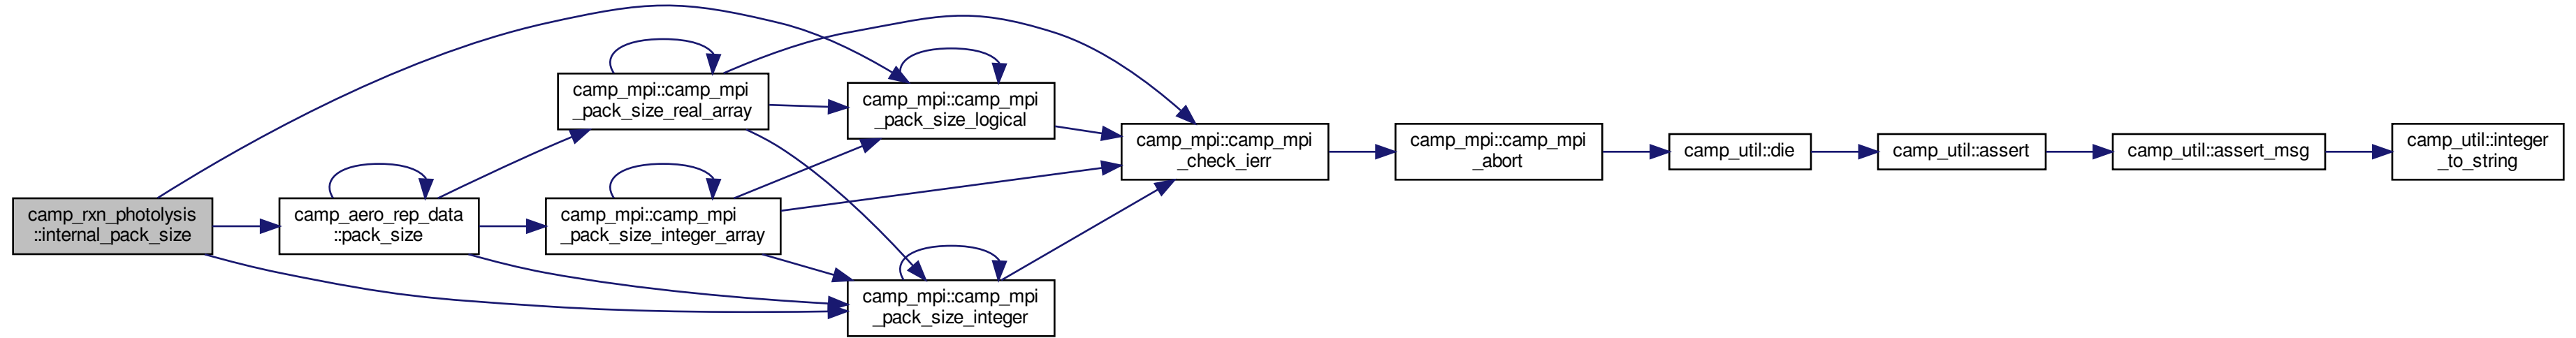 camp_rxn_photolysis
::internal_pack_size
camp_aero_rep_data
::pack_size
camp_mpi::camp_mpi
_pack_size_real_array
camp_mpi::camp_mpi
_pack_size_integer_array
camp_mpi::camp_mpi
_pack_size_logical
camp_mpi::camp_mpi
_pack_size_integer
camp_mpi::camp_mpi
_check_ierr
camp_mpi::camp_mpi
_abort
camp_util::die
camp_util::assert
camp_util::assert_msg
camp_util::integer
_to_string